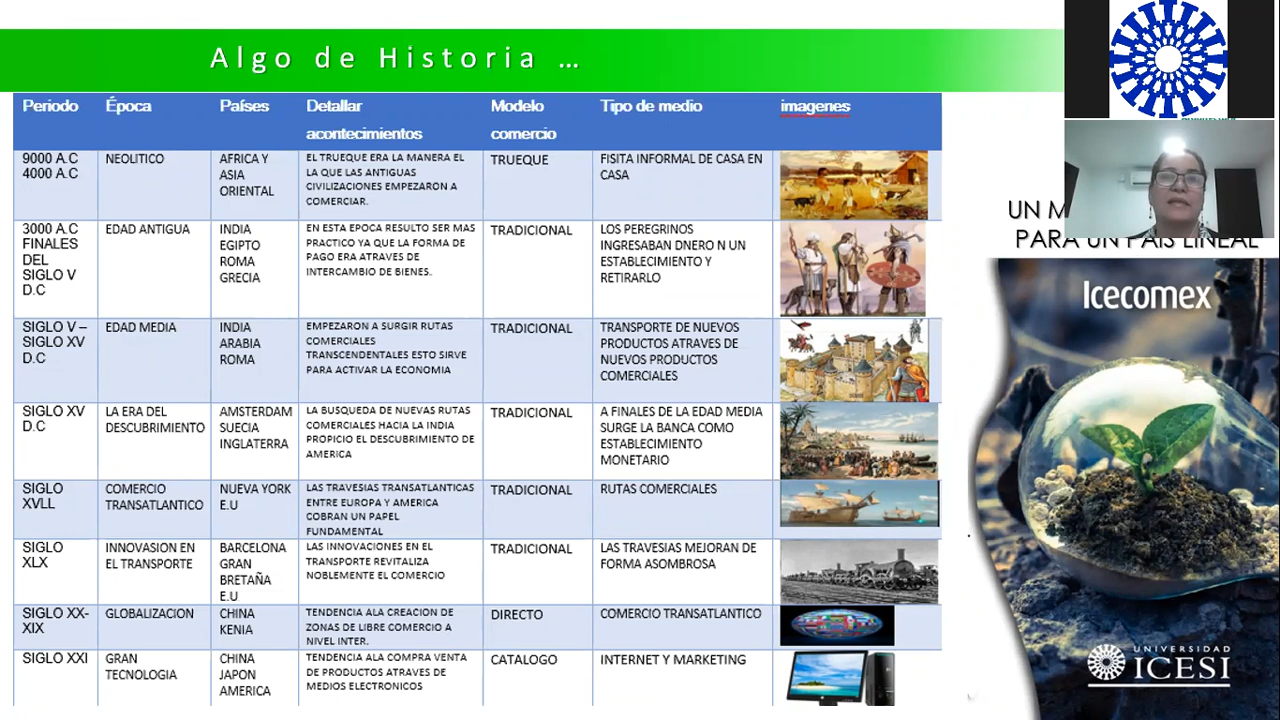 Algo de Historia ...
Periodo
Época
Países
Detallar
acontecimientos
Modelo
comercio
Tipo de medio
imagenes
9000 A.C
4000 A.C
NEOLITICO
AFRICA Y
ASIA
ORIENTAL
EL TRUEQUE ERA LA MANERA EL
LA QUE LAS ANTIGUAS
CIVILIZACIONES EMPEZARON A
COMERCIAR.
TRUEQUE
FISITA INFORMAL DE CASA EN
CASA
3000 A.C
FINALES
DEL
SIGLO V
D.C
EDAD ANTIGUA
INDIA
EGIPTO
ROMA
GRECIA
EN ESTA EPOCA RESULTO SER MAS
PRACTICO YA QUE LA FORMA DE
PAGO ERA ATRAVES DE
INTERCAMBIO DE BIENES.
TRADICIONAL
LOS PEREGRINOS
INGRESABAN DNERO N UN
ESTABLECIMIENTO Y
RETIRARLO
SIGLO V –
SIGLO XV
D.C
EDAD MEDIA
INDIA
ARABIA
ROMA
EMPEZARON A SURGIR RUTAS
COMERCIALES
TRANSCENDENTALES ESTO SIRVE
PARA ACTIVAR LA ECONOMIA
TRADICIONAL
TRANSPORTE DE NUEVOS
PRODUCTOS ATRAVES DE
NUEVOS PRODUCTOS
COMERCIALES
SIGLO XV
D.C
LA ERA DEL
DESCUBRIMIENTO
AMSTERDAM
SUECIA
INGLATERRA
LA BUSQUEDA DE NUEVAS RUTAS
COMERCIALES HACIA LA INDIA
PROPICIO EL DESCUBRIMIENTO DE
AMERICA
TRADICIONAL
A FINALES DE LA EDAD MEDIA
SURGE LA BANCA COMO
ESTABLECIMIENTO
MONETARIO
SIGLO
XVLL
COMERCIO
TRANSATLANTICO
NUEVA YORK
E.U
LAS TRAVESIAS TRANSATLANTICAS
ENTRE EUROPA Y AMERICA
COBRAN UN PAPEL
FUNDAMENTAL
TRADICIONAL
RUTAS COMERCIALES
SIGLO
XLX
INNOVASION EN
EL TRANSPORTE
BARCELONA
GRAN
BRETAÑA
E.U
LAS INNOVACIONES EN EL
TRANSPORTE REVITALIZA
NOBLEMENTE EL COMERCIO
TRADICIONAL
LAS TRAVESIAS MEJORAN DE
FORMA ASOMBROSA
SIGLO XX-
XIX
GLOBALIZACION
CHINA
KENIA
TENDENCIA ALA CREACION DE
ZONAS DE LIBRE COMERCIO A
NIVEL INTER.
DIRECTO
COMERCIO TRANSATLANTICO
SIGLO XXI
GRAN
TECNOLOGIA
CHINA
JAPON
AMERICA
TENDENCIA ALA COMPRA VENTA
DE PRODUCTOS ATRAVES DE
MEDIOS ELECTRONICOS
CATALOGO
INTERNET Y MARKETING
UN
PARA UN PAIS LINEAL
Icecomex
UNIVERSIDAD
ICESI